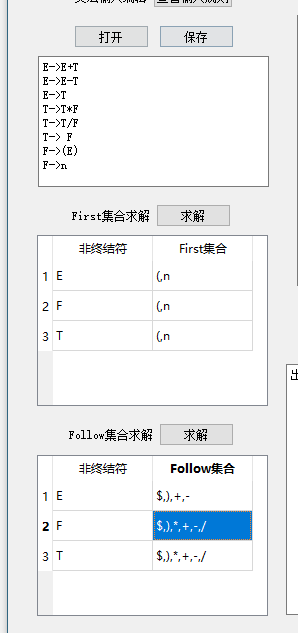 打开 保存
E->E+T
E->E-T
E->T
T->T*F
T->T/F
T-> F
F->(E)
F->n
First集合求解 求解
非终结符 First集合
1 E (,n
2 F (,n
3 T (,n
Follow集合求解 求解
非终结符 Follow集合
1 E $,),+,-
2 F $,),*,+,-,/
3 T $,),*,+,-,/